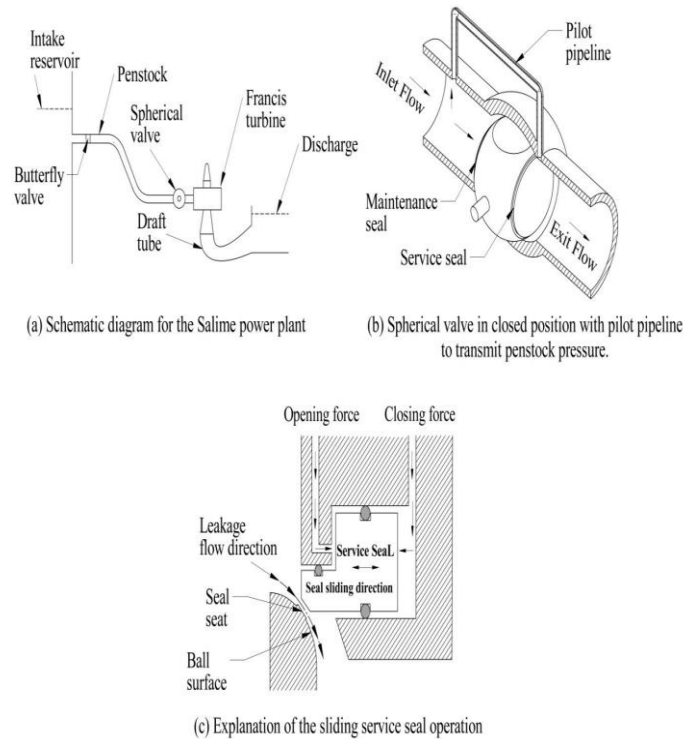 Intake
reservoir
Penstock
Spherical
valve
Francis
turbine
Discharge
Butterfly
valve
Draft
tube
(a) Schematic diagram for the Salime power plant
Pilot
pipeline
Inlet Flow
Maintenance
seal
Service seal
Exit Flow
(b) Spherical valve in closed position with pilot pipeline
to transmit penstock pressure.
Opening force
Closing force
Leakage
flow direction
Service SeaL
Seal sliding direction
Seal
seat
Ball
surface
(c) Explanation of the sliding service seal operation